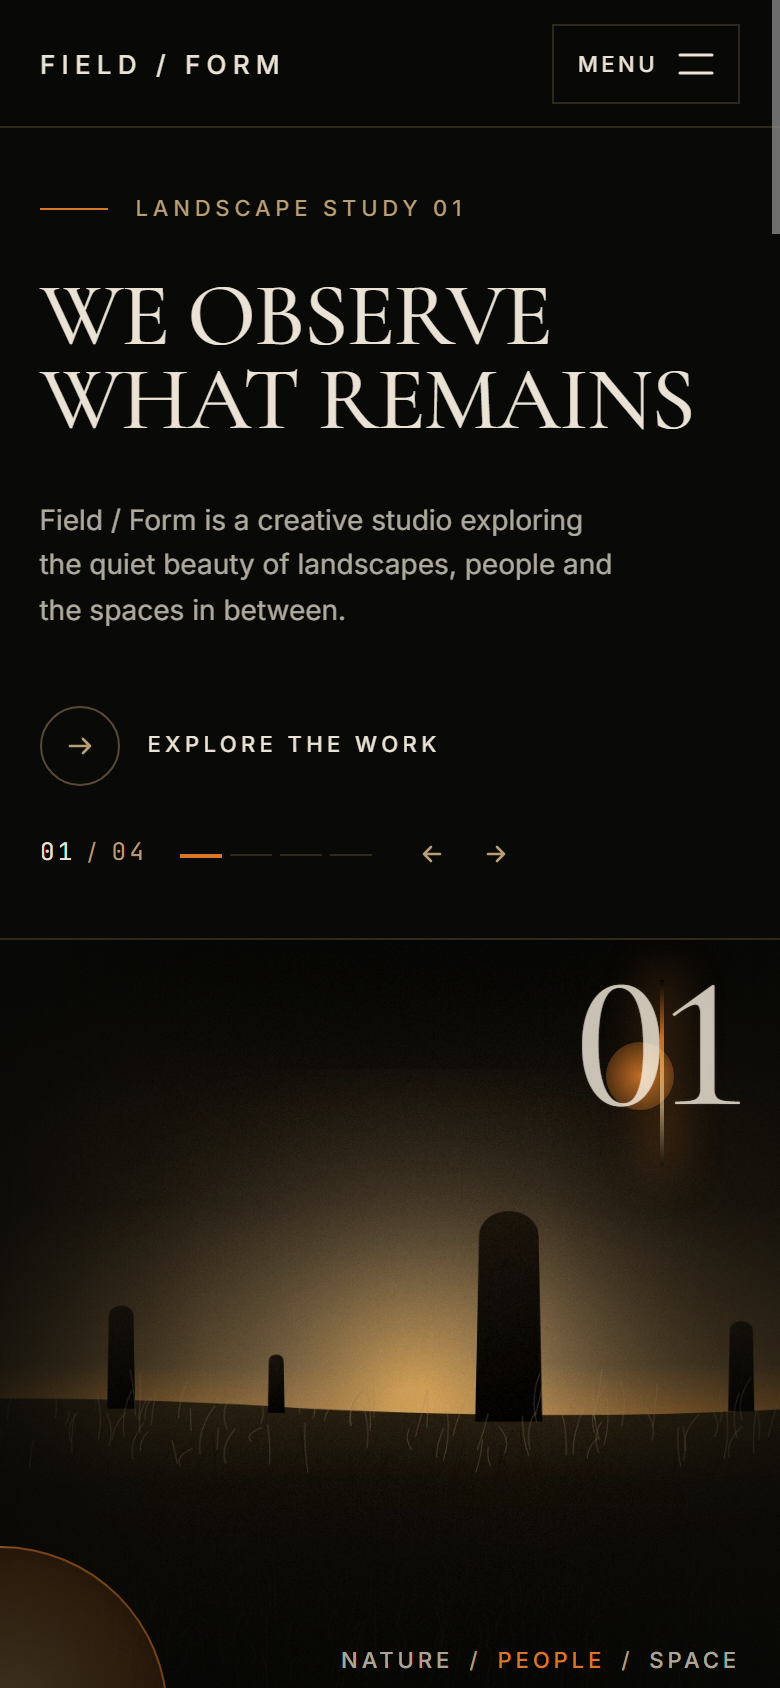 FIELD / FORM
MENU
LANDSCAPE STUDY 01
WE OBSERVE
WHAT REMAINS
Field / Form is a creative studio exploring
the quiet beauty of landscapes, people and
the spaces in between.
EXPLORE THE WORK
01 / 04
01
NATURE / PEOPLE / SPACE